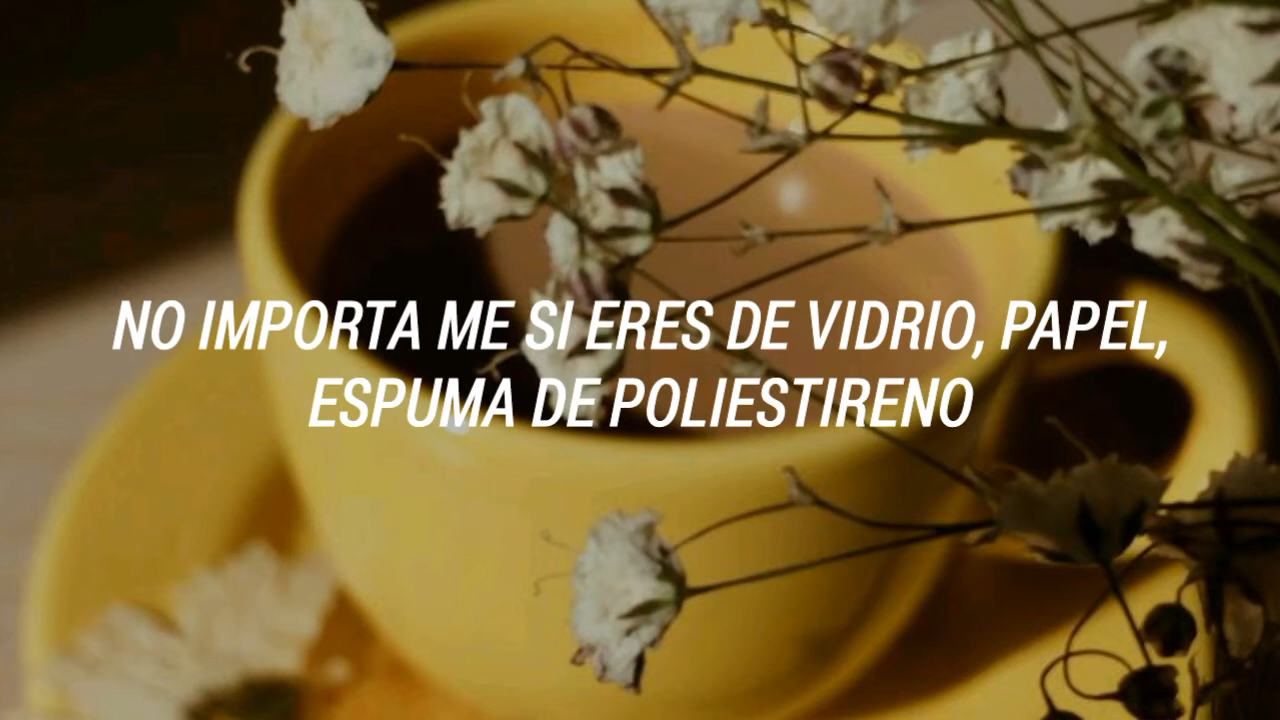 NO IMPORTA ME SI ERES DE VIDRIO, PAPEL,
ESPUMA DE POLIESTIRENO